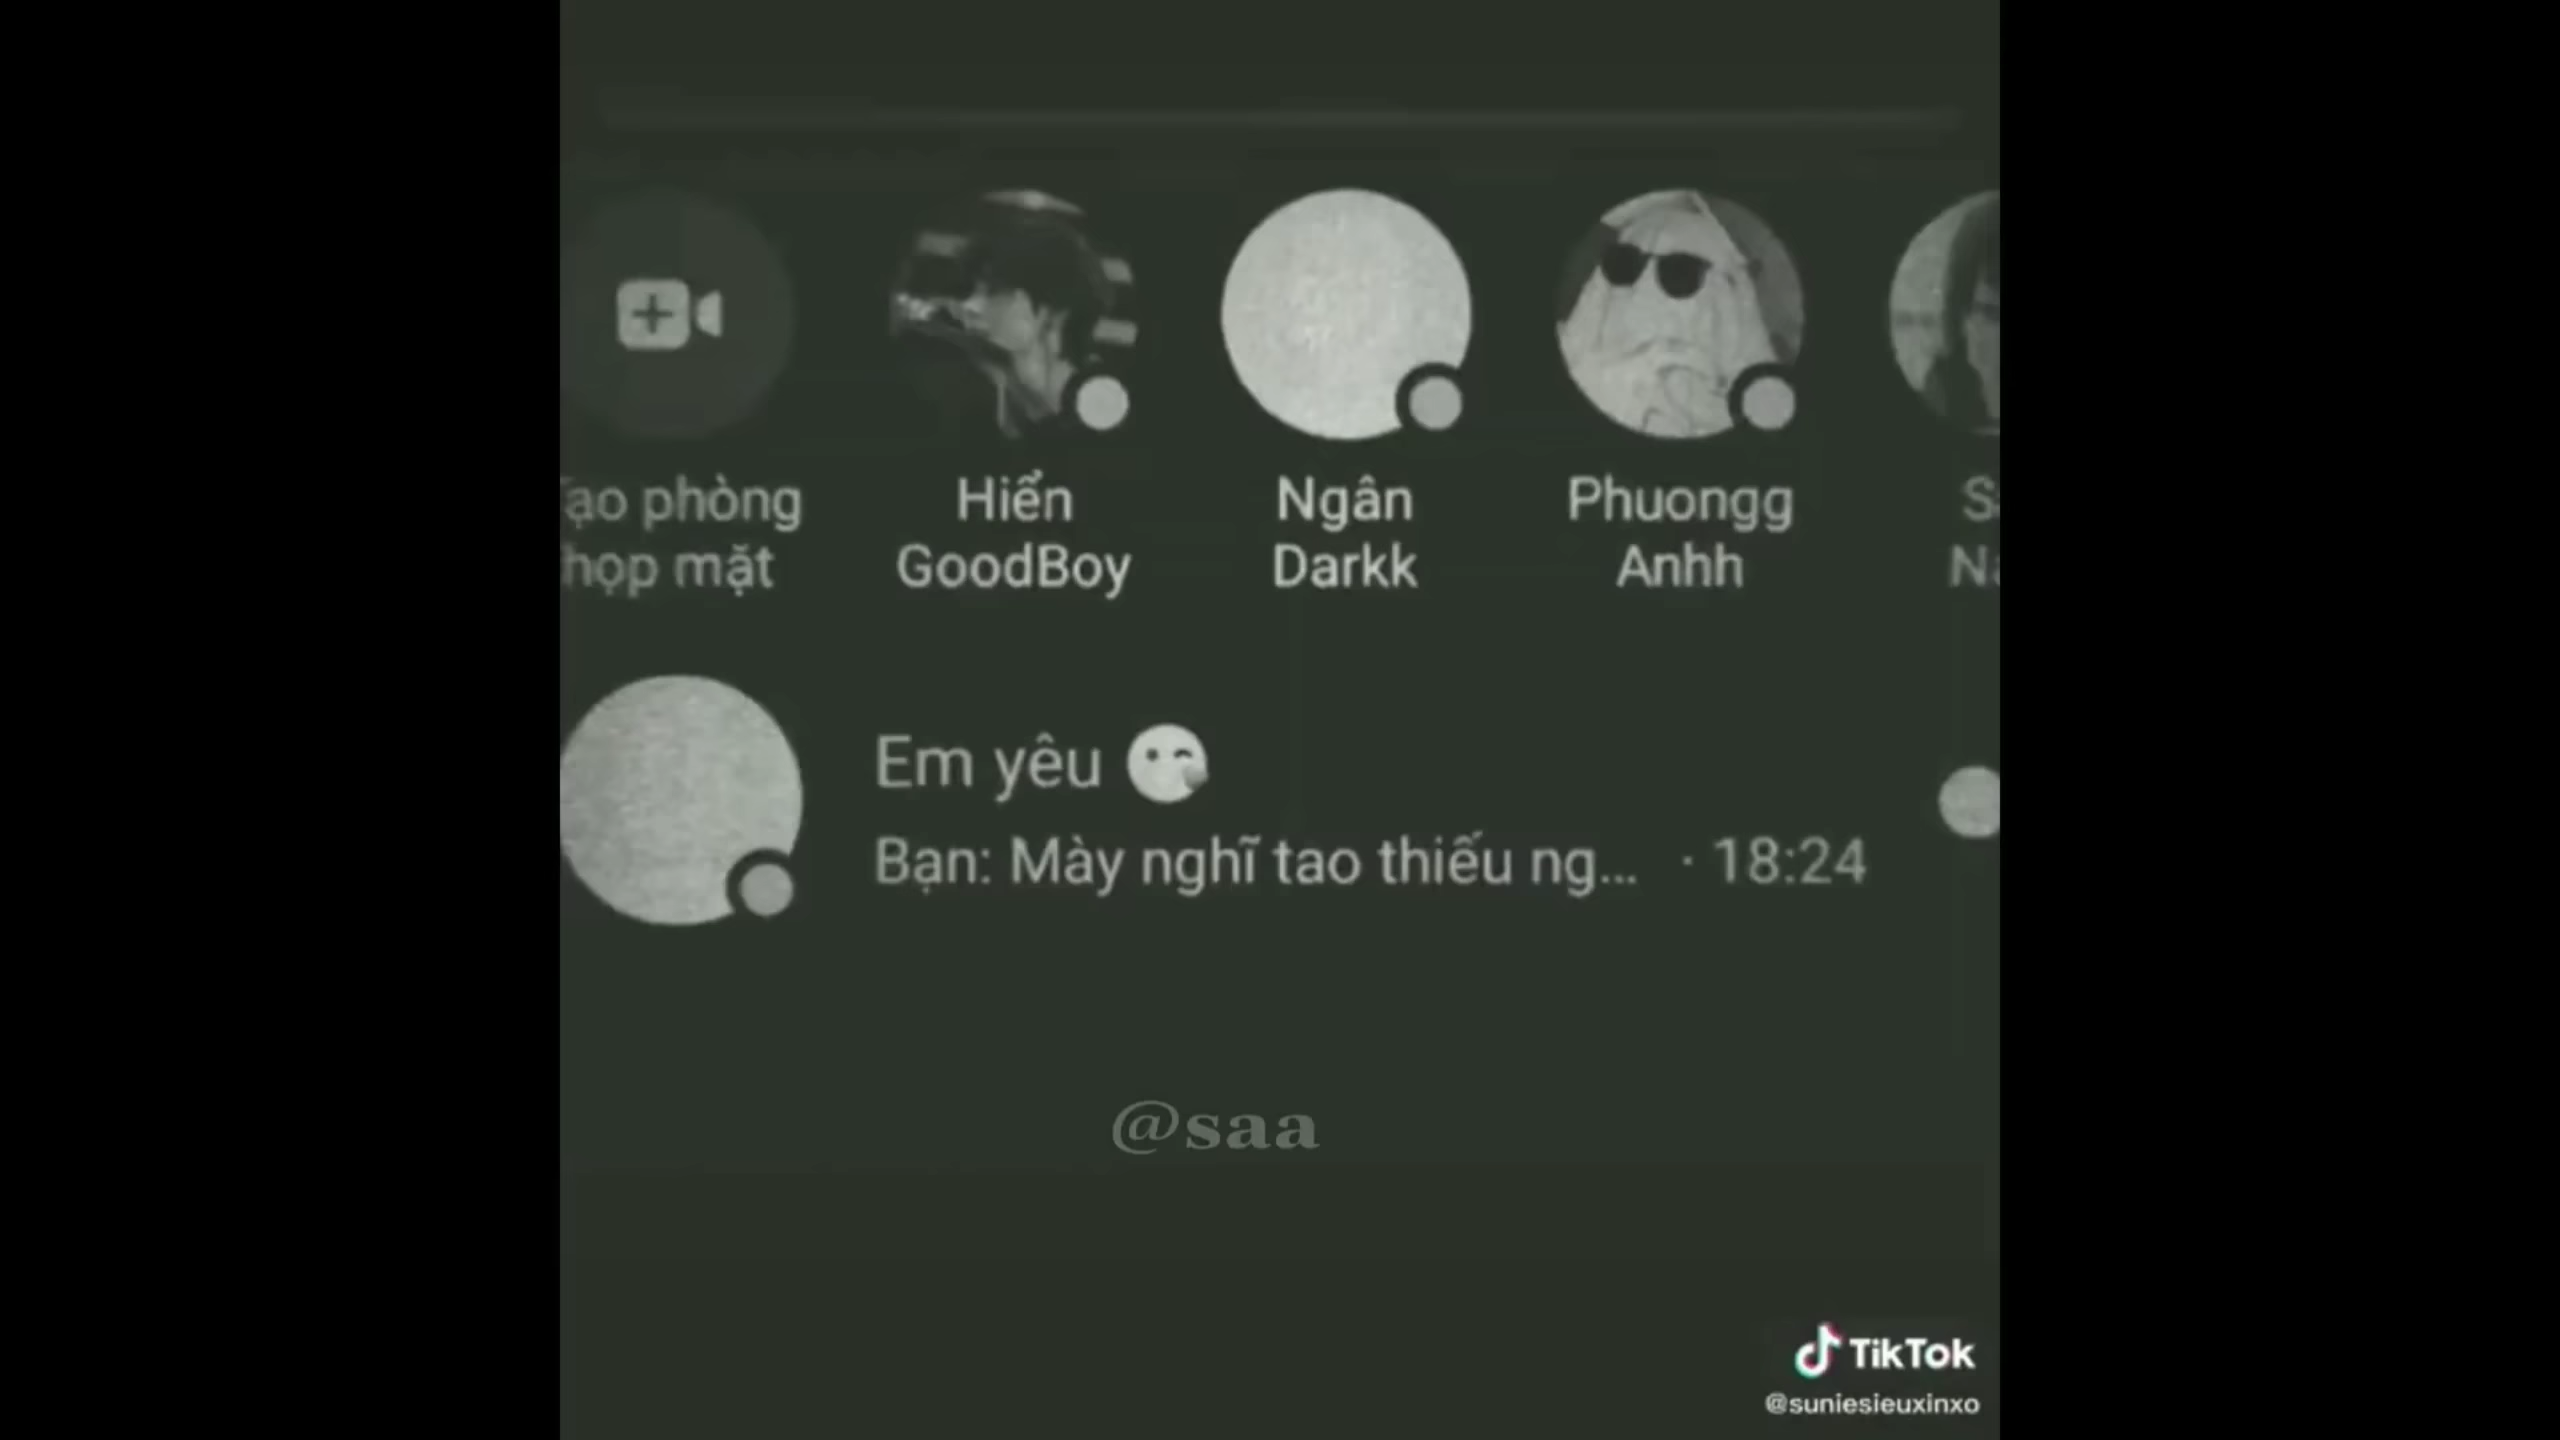 ạo phòng
họp mặt
Hiển
GoodBoy
Ngân
Darkk
Phuongg
Anhh
Em yêu
Bạn: Mày nghĩ tao thiếu ng... · 18:24
@saa
TikTok
@suniesieuxinxo